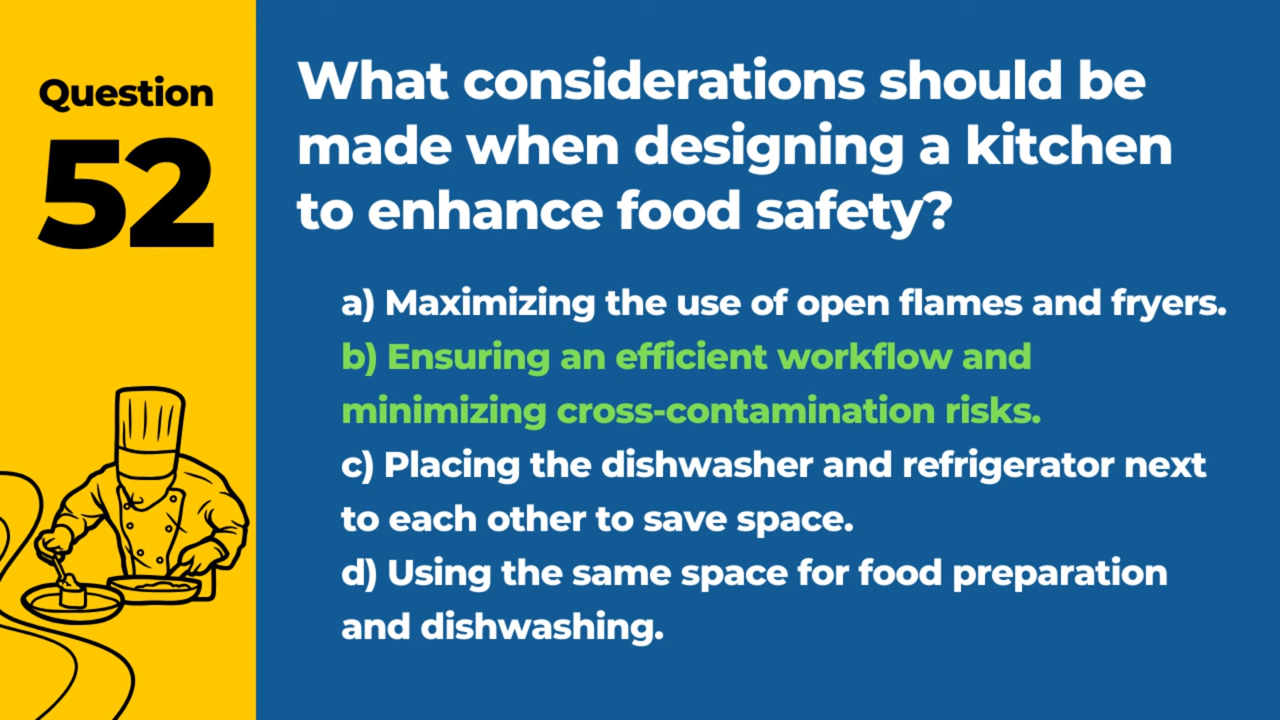 Question
52
What considerations should be
made when designing a kitchen
to enhance food safety?
a) Maximizing the use of open flames and fryers.
b) Ensuring an efficient workflow and
minimizing cross-contamination risks.
c) Placing the dishwasher and refrigerator next
to each other to save space.
d) Using the same space for food preparation
and dishwashing.